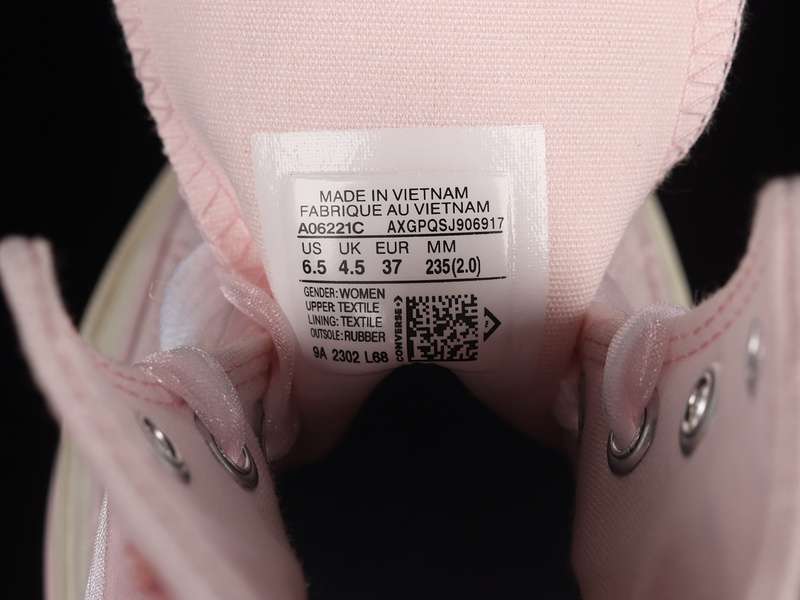 MADE IN VIETNAM
FABRIQUE AU VIETNAM
A06221C AXGPQSJ906917
US UK EUR MM
6.5 4.5 37 235(2.0)
GENDER: WOMEN
UPPER: TEXTILE
LINING: TEXTILE
OUTSOLE: RUBBER
9A 2302 L68
CONVERSE